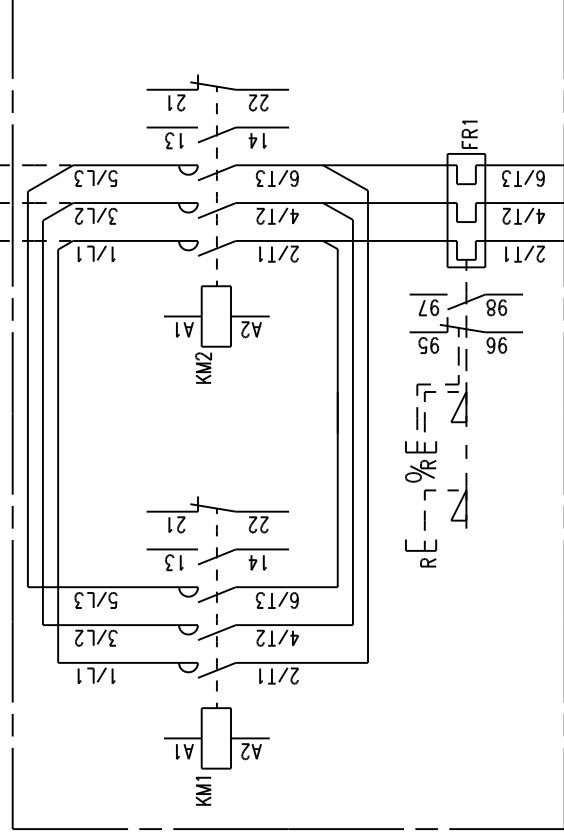 21 22
13 14
FR1
5/L3 6/T3 6/T3
3/L2 4/T2 4/T2
1/L1 2/T1 2/T1
97 98
A1 A2
95 96
KM2
%R
R
21 22
13 14
5/L3 6/T3
3/L2 4/T2
1/L1 2/T1
A1 A2
KM1